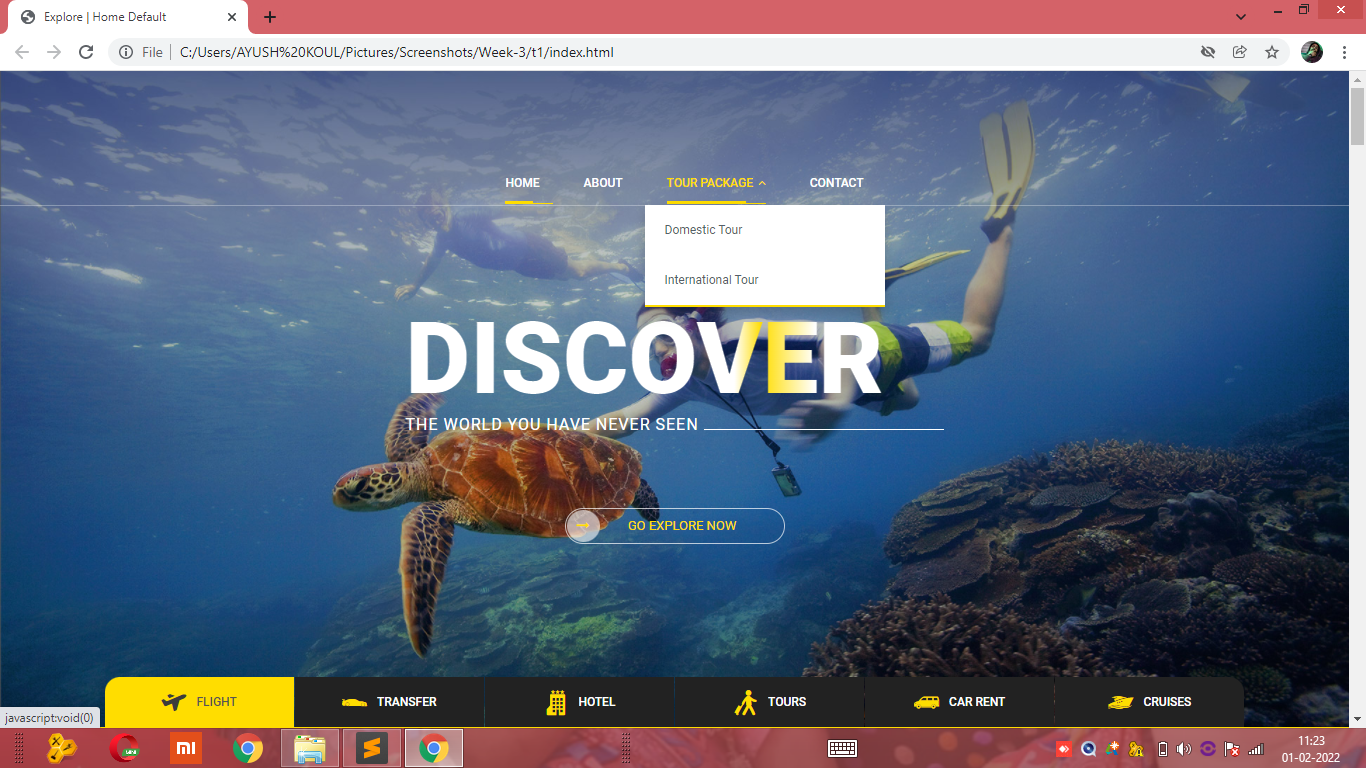 Explore | Home Default
File C:/Users/AYUSH%20KOUL/Pictures/Screenshots/Week-3/t1/index.html
HOME ABOUT TOUR PACKAGE CONTACT
Domestic Tour
International Tour
DISCOVER
THE WORLD YOU HAVE NEVER SEEN
GO EXPLORE NOW
FLIGHT TRANSFER HOTEL TOURS CAR RENT CRUISES
javascript:void(0)
mi
11:23
01-02-2022